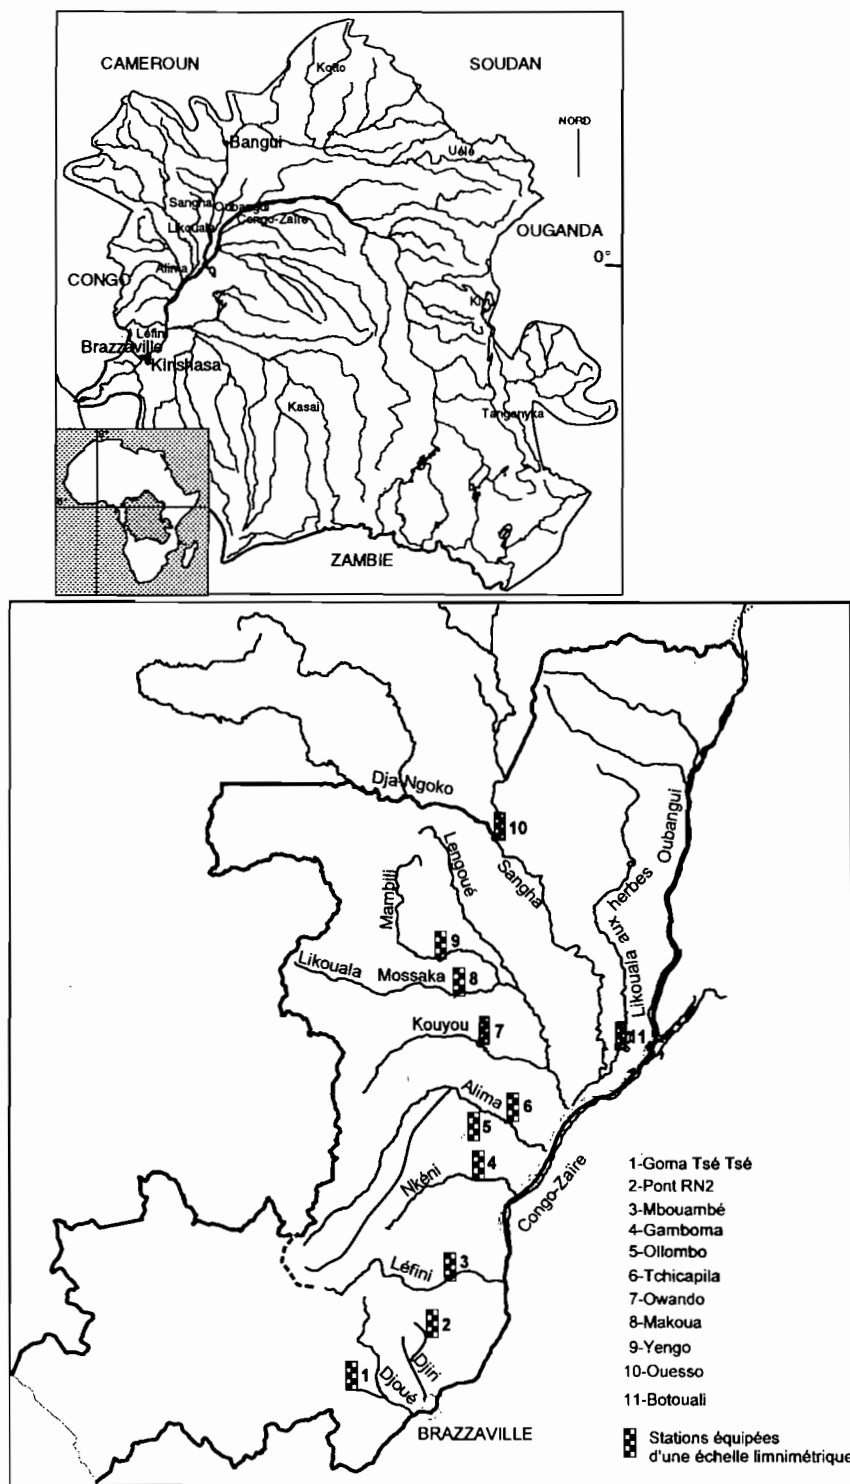 CAMEROUN
SOUDAN
Kotto
NORD
Bangui
Uélé
Sangha
Oubangui
Congo-Zaïre
Likouala
OUGANDA
0°
Alima
CONGO
Kivu
Léfini
Brazzaville
Kinshasa
Kasai
Tanganyka
0°
ZAMBIE
Dja-Ngoko
10
Lengoué
Sangha
Oubangui
Mambili
Likouala aux herbes
9
Likouala Mossaka
8
Kouyou
7
11
Alima
6
5
4
Nkéni
Congo-Zaïre
Léfini
3
2
Djiri
1
Djoué
BRAZZAVILLE
1-Goma Tsé Tsé
2-Pont RN2
3-Mbouambé
4-Gamboma
5-Ollombo
6-Tchicapila
7-Owando
8-Makoua
9-Yengo
10-Ouesso
11-Botouali
Stations équipées
d'une échelle limnimétrique